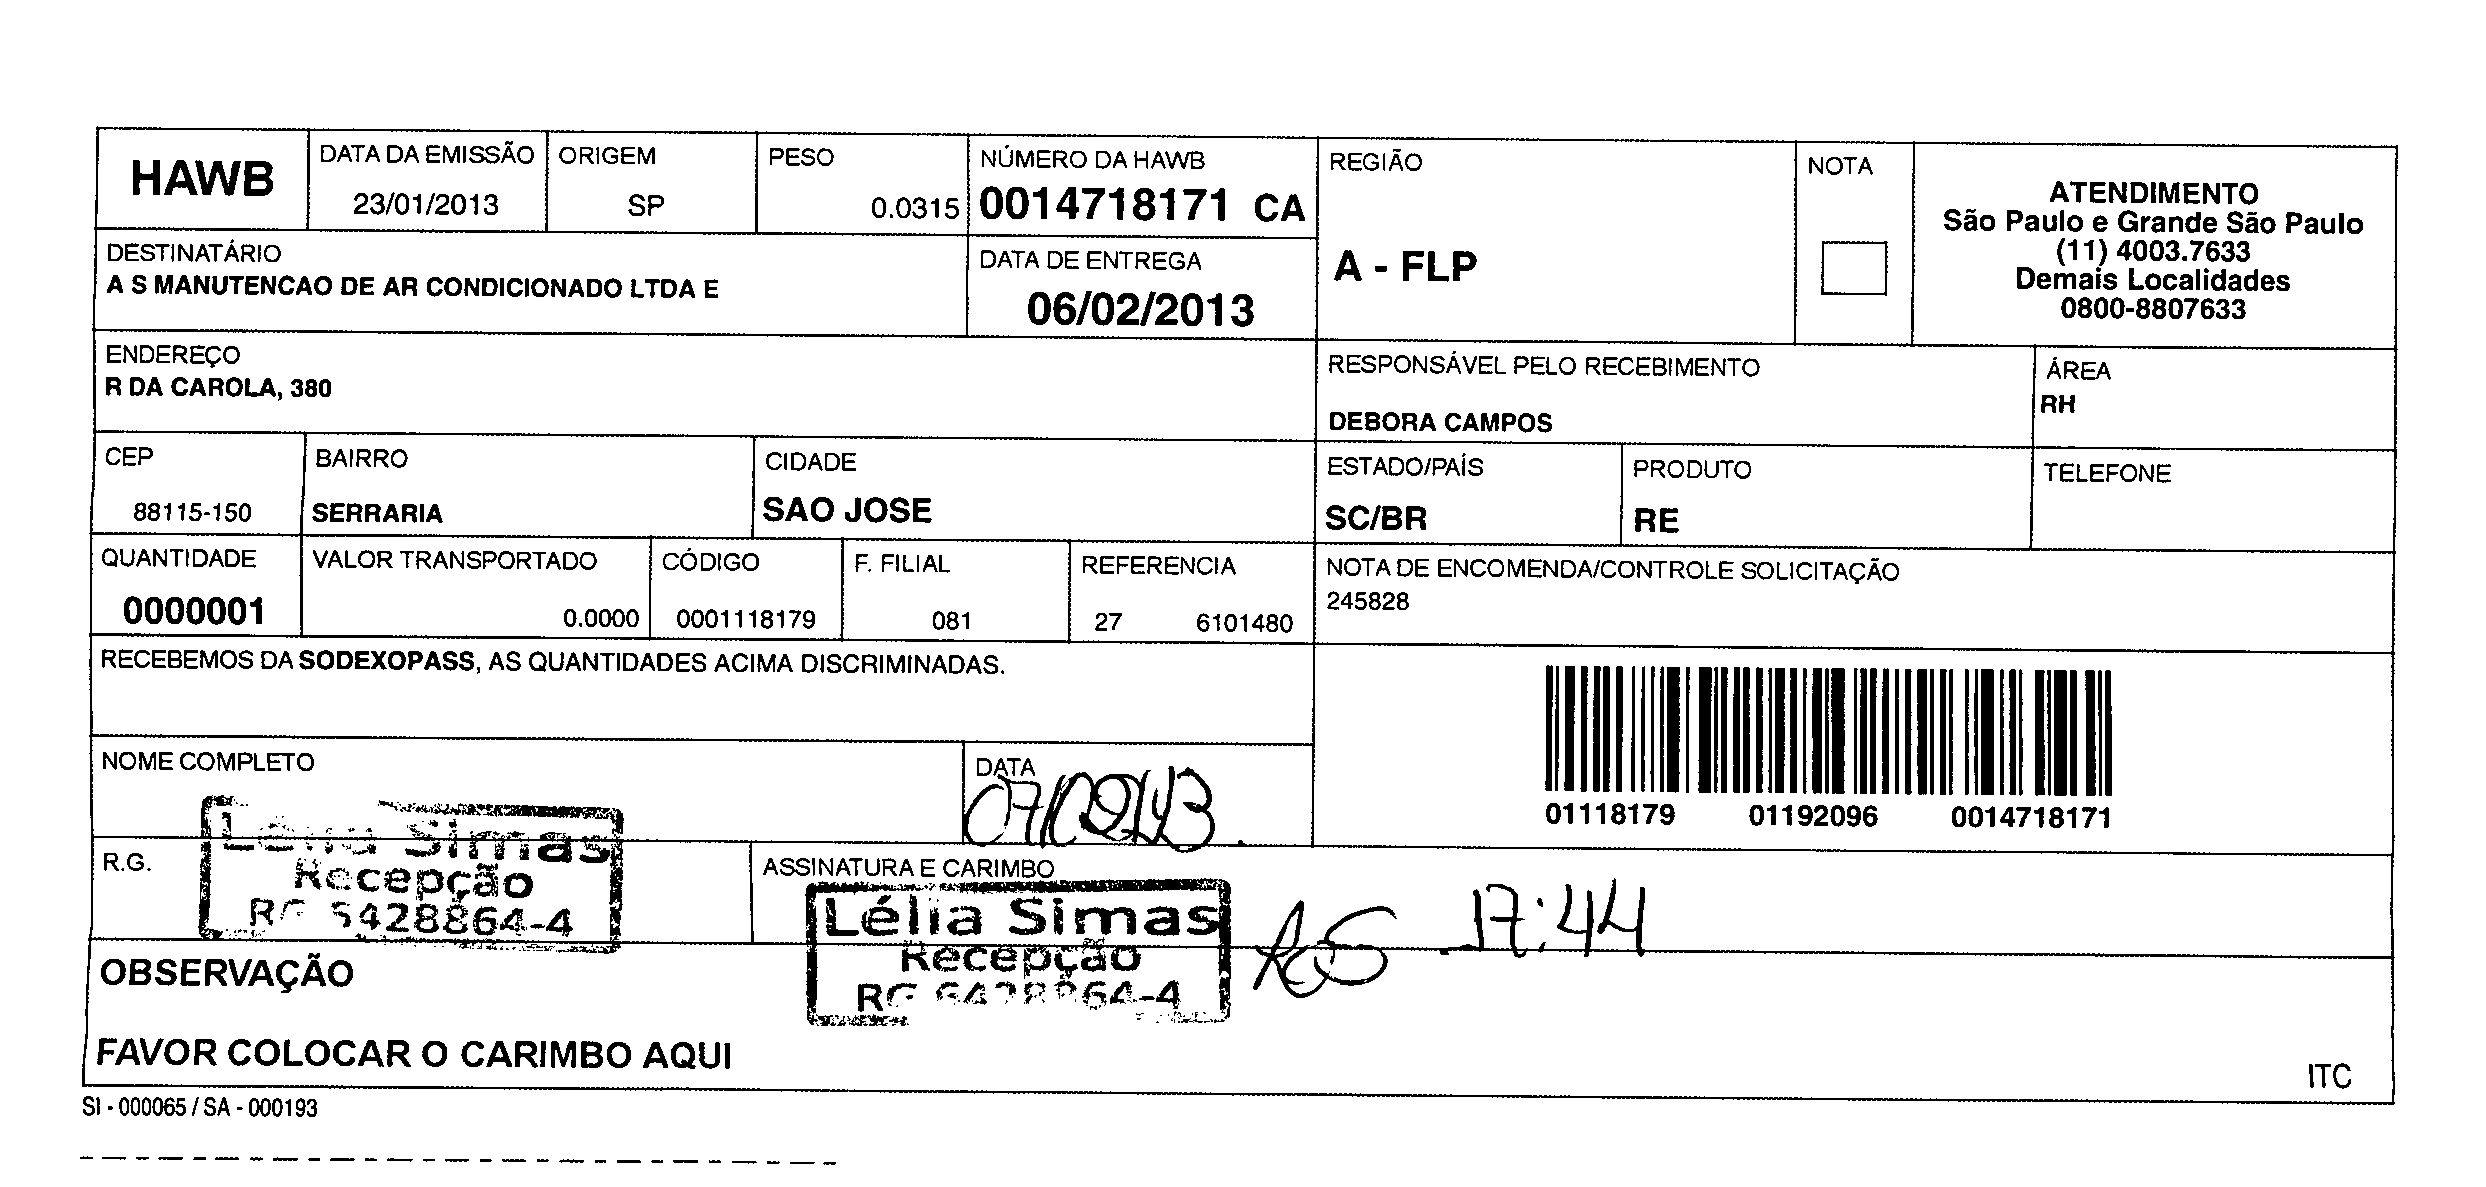 HAWB
DATA DA EMISSÃO
23/01/2013
ORIGEM
SP
PESO
0.0315
NÚMERO DA HAWB
0014718171 CA
REGIÃO
A - FLP
NOTA
ATENDIMENTO
São Paulo e Grande São Paulo
(11) 4003.7633
Demais Localidades
0800-8807633
DESTINATÁRIO
A S MANUTENCAO DE AR CONDICIONADO LTDA E
DATA DE ENTREGA
06/02/2013
ENDEREÇO
R DA CAROLA, 380
RESPONSÁVEL PELO RECEBIMENTO
DEBORA CAMPOS
ÁREA
RH
CEP
88115-150
BAIRRO
SERRARIA
CIDADE
SAO JOSE
ESTADO/PAÍS
SC/BR
PRODUTO
RE
TELEFONE
QUANTIDADE
0000001
VALOR TRANSPORTADO
0.0000
CÓDIGO
0001118179
F. FILIAL
081
REFERENCIA
27 6101480
NOTA DE ENCOMENDA/CONTROLE SOLICITAÇÃO
245828
RECEBEMOS DA SODEXOPASS, AS QUANTIDADES ACIMA DISCRIMINADAS.
01118179 01192096 0014718171
NOME COMPLETO
DATA
07/02/13
R.G.
Lélia Simas
Recepção
RG 6428864-4
ASSINATURA E CARIMBO
Lélia Simas
Recepção
RG 6428864-4
17:44
OBSERVAÇÃO
FAVOR COLOCAR O CARIMBO AQUI
ITC
SI - 000065 / SA - 000193